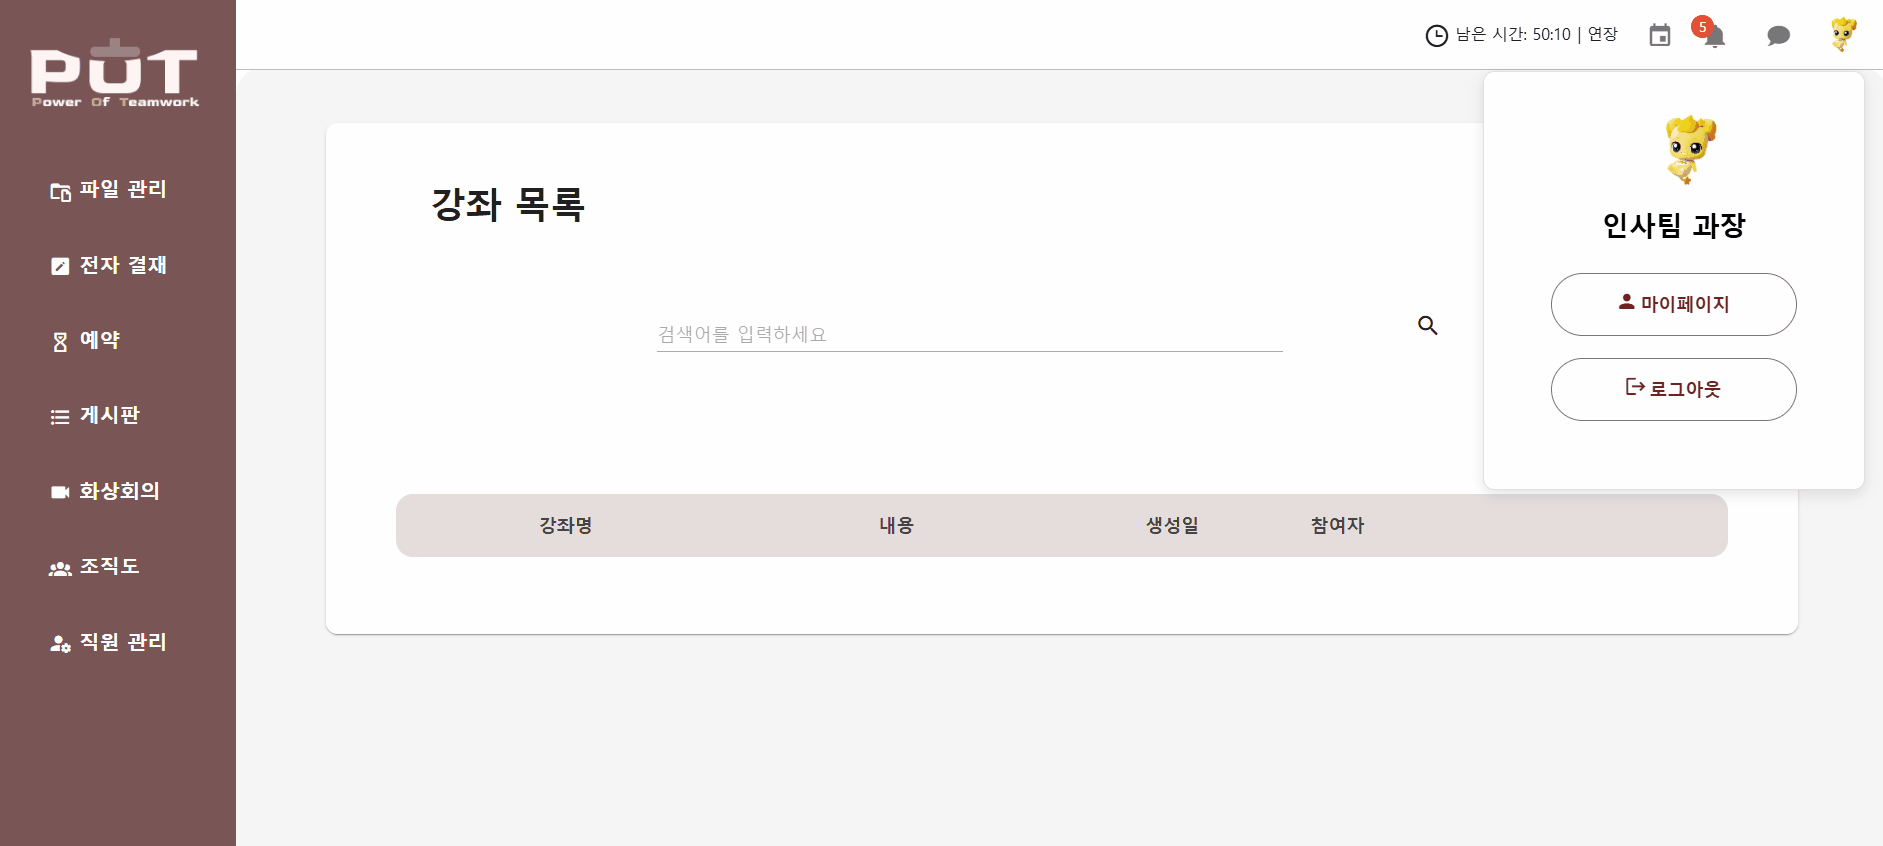 PUT
Power Of Teamwork
파일 관리
전자 결재
예약
게시판
화상회의
조직도
직원 관리
남은 시간: 50:10 | 연장
5
강좌 목록
검색어를 입력하세요
강좌명 내용 생성일 참여자
인사팀 과장
마이페이지
로그아웃